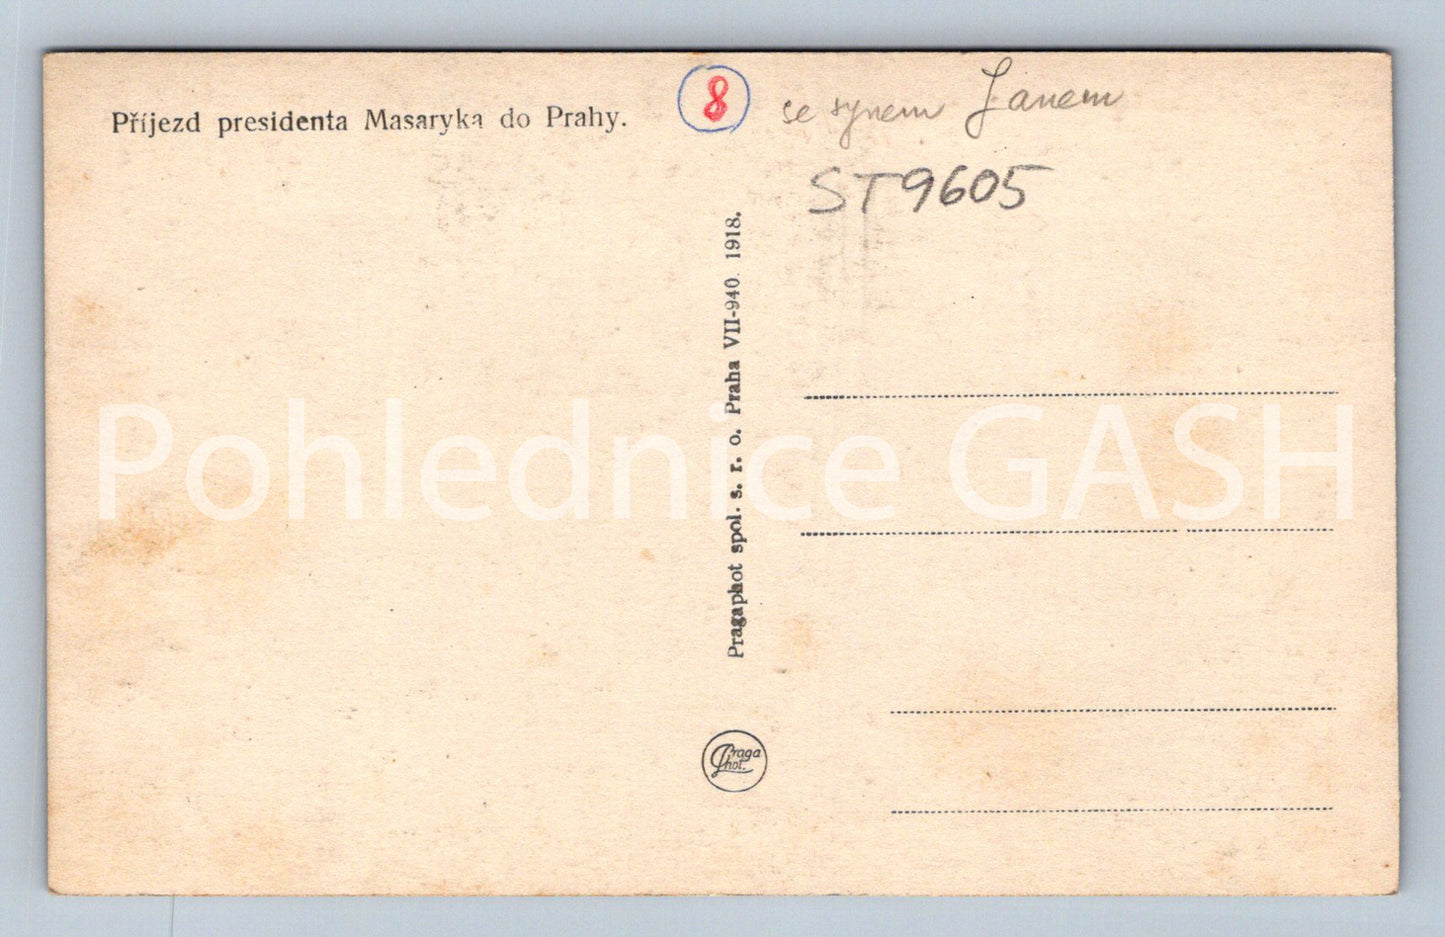 Příjezd presidenta Masaryka do Prahy.
8
se synem Janem
ST9605
Pragaphot spol. s. r. o. Praha VII-940. 1918.
Pohlednice GASH
Praga
Phot.